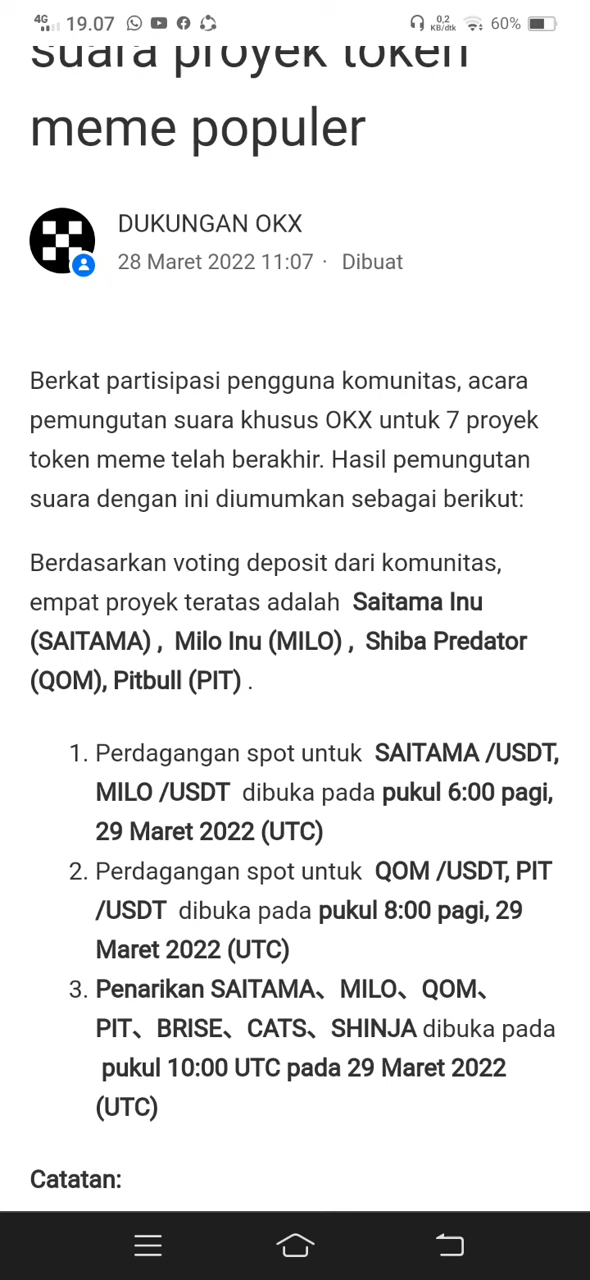 4G 19.07 0,2 KB/dtk 60%
suara proyek token
meme populer
DUKUNGAN OKX
28 Maret 2022 11:07 · Dibuat
Berkat partisipasi pengguna komunitas, acara
pemungutan suara khusus OKX untuk 7 proyek
token meme telah berakhir. Hasil pemungutan
suara dengan ini diumumkan sebagai berikut:
Berdasarkan voting deposit dari komunitas,
empat proyek teratas adalah Saitama Inu
(SAITAMA) , Milo Inu (MILO) , Shiba Predator
(QOM), Pitbull (PIT) .
1. Perdagangan spot untuk SAITAMA /USDT,
MILO /USDT dibuka pada pukul 6:00 pagi,
29 Maret 2022 (UTC)
2. Perdagangan spot untuk QOM /USDT, PIT
/USDT dibuka pada pukul 8:00 pagi, 29
Maret 2022 (UTC)
3. Penarikan SAITAMA、MILO、QOM、
PIT、BRISE、CATS、SHINJA dibuka pada
pukul 10:00 UTC pada 29 Maret 2022
(UTC)
Catatan: